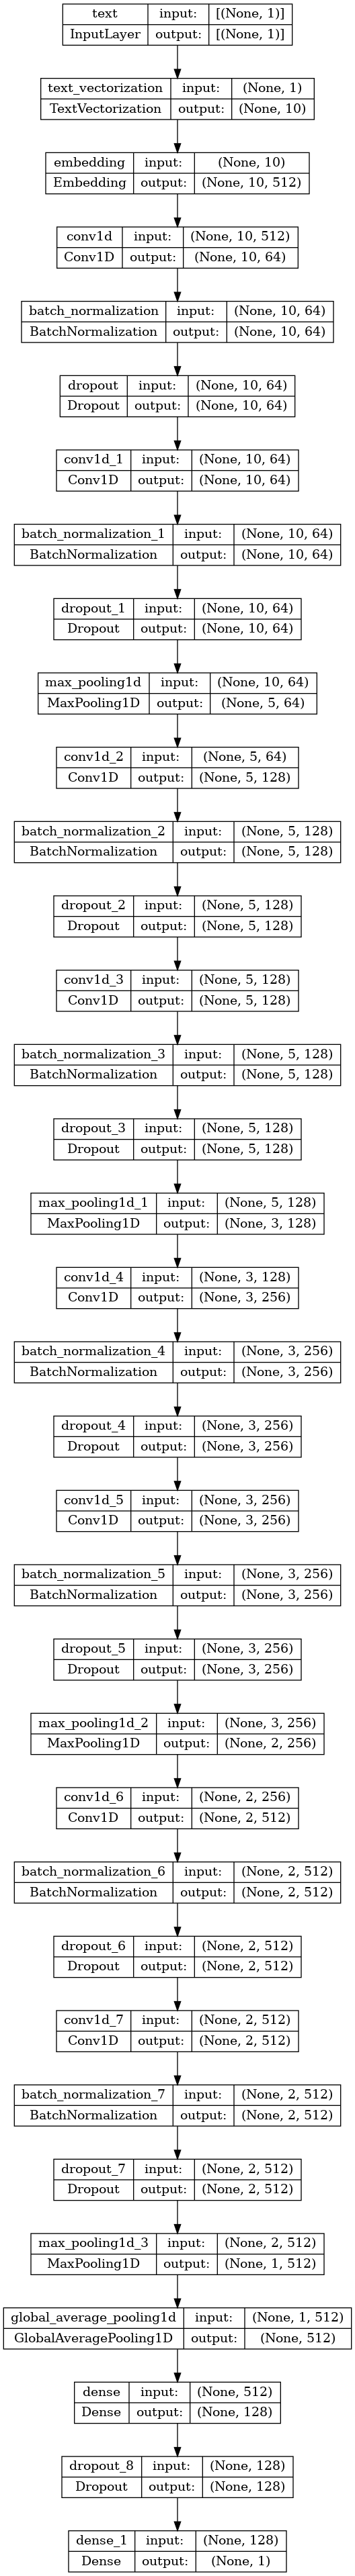 text input: [(None, 1)]
InputLayer output: [(None, 1)]
text_vectorization input: (None, 1)
TextVectorization output: (None, 10)
embedding input: (None, 10)
Embedding output: (None, 10, 512)
conv1d input: (None, 10, 512)
Conv1D output: (None, 10, 64)
batch_normalization input: (None, 10, 64)
BatchNormalization output: (None, 10, 64)
dropout input: (None, 10, 64)
Dropout output: (None, 10, 64)
conv1d_1 input: (None, 10, 64)
Conv1D output: (None, 10, 64)
batch_normalization_1 input: (None, 10, 64)
BatchNormalization output: (None, 10, 64)
dropout_1 input: (None, 10, 64)
Dropout output: (None, 10, 64)
max_pooling1d input: (None, 10, 64)
MaxPooling1D output: (None, 5, 64)
conv1d_2 input: (None, 5, 64)
Conv1D output: (None, 5, 128)
batch_normalization_2 input: (None, 5, 128)
BatchNormalization output: (None, 5, 128)
dropout_2 input: (None, 5, 128)
Dropout output: (None, 5, 128)
conv1d_3 input: (None, 5, 128)
Conv1D output: (None, 5, 128)
batch_normalization_3 input: (None, 5, 128)
BatchNormalization output: (None, 5, 128)
dropout_3 input: (None, 5, 128)
Dropout output: (None, 5, 128)
max_pooling1d_1 input: (None, 5, 128)
MaxPooling1D output: (None, 3, 128)
conv1d_4 input: (None, 3, 128)
Conv1D output: (None, 3, 256)
batch_normalization_4 input: (None, 3, 256)
BatchNormalization output: (None, 3, 256)
dropout_4 input: (None, 3, 256)
Dropout output: (None, 3, 256)
conv1d_5 input: (None, 3, 256)
Conv1D output: (None, 3, 256)
batch_normalization_5 input: (None, 3, 256)
BatchNormalization output: (None, 3, 256)
dropout_5 input: (None, 3, 256)
Dropout output: (None, 3, 256)
max_pooling1d_2 input: (None, 3, 256)
MaxPooling1D output: (None, 2, 256)
conv1d_6 input: (None, 2, 256)
Conv1D output: (None, 2, 512)
batch_normalization_6 input: (None, 2, 512)
BatchNormalization output: (None, 2, 512)
dropout_6 input: (None, 2, 512)
Dropout output: (None, 2, 512)
conv1d_7 input: (None, 2, 512)
Conv1D output: (None, 2, 512)
batch_normalization_7 input: (None, 2, 512)
BatchNormalization output: (None, 2, 512)
dropout_7 input: (None, 2, 512)
Dropout output: (None, 2, 512)
max_pooling1d_3 input: (None, 2, 512)
MaxPooling1D output: (None, 1, 512)
global_average_pooling1d input: (None, 1, 512)
GlobalAveragePooling1D output: (None, 512)
dense input: (None, 512)
Dense output: (None, 128)
dropout_8 input: (None, 128)
Dropout output: (None, 128)
dense_1 input: (None, 128)
Dense output: (None, 1)